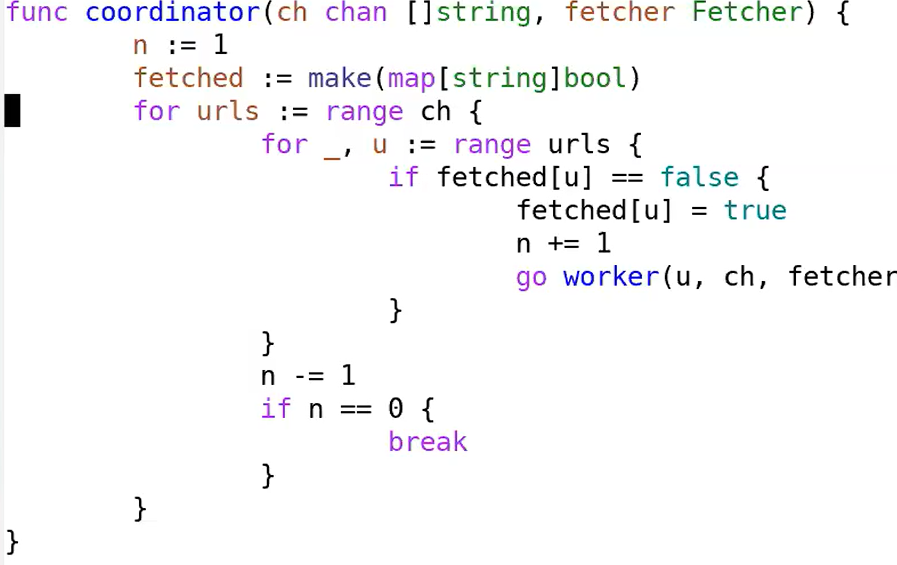 func coordinator(ch chan []string, fetcher Fetcher) {
n := 1
fetched := make(map[string]bool)
for urls := range ch {
for _, u := range urls {
if fetched[u] == false {
fetched[u] = true
n += 1
go worker(u, ch, fetcher
}
}
n -= 1
if n == 0 {
break
}
}
}